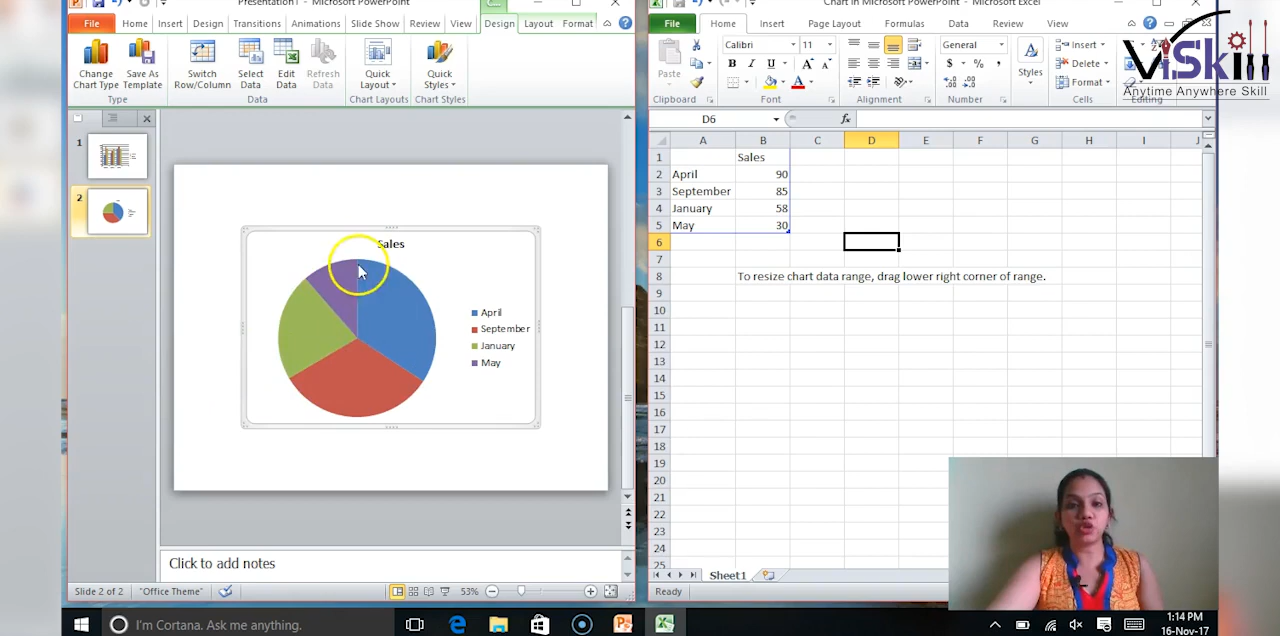 Presentation1 - Microsoft PowerPoint
File Home Insert Design Transitions Animations Slide Show Review View Design Layout Format
Change Chart Type
Save As Template
Switch Row/Column
Select Data
Edit Data
Refresh Data
Quick Layout
Quick Styles
Type Data Chart Layouts Chart Styles
1
2
Sales
April
September
January
May
Click to add notes
Slide 2 of 2 "Office Theme" 53%
Chart in Microsoft PowerPoint - Microsoft Excel
File Home Insert Page Layout Formulas Data Review View
Paste
Calibri 11
B I U
General
$ % ,
Styles
Insert
Delete
Format
Clipboard Font Alignment Number Cells Editing
ViSkill
Anytime Anywhere Skill
D6 fx
A B C D E F G H I J
1 Sales
2 April 90
3 September 85
4 January 58
5 May 30
6
7
8 To resize chart data range, drag lower right corner of range.
9
10
11
12
13
14
15
16
17
18
19
20
21
22
23
24
25
Sheet1
Ready
I'm Cortana. Ask me anything.
1:14 PM
16-Nov-17